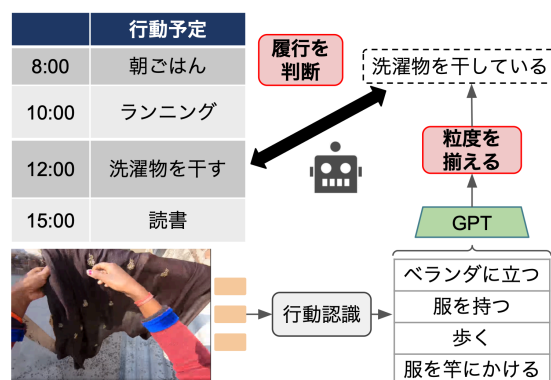 行動予定
8:00 朝ごはん
10:00 ランニング
12:00 洗濯物を干す
15:00 読書
履行を
判断
洗濯物を干している
粒度を
揃える
GPT
行動認識
ベランダに立つ
服を持つ
歩く
服を竿にかける